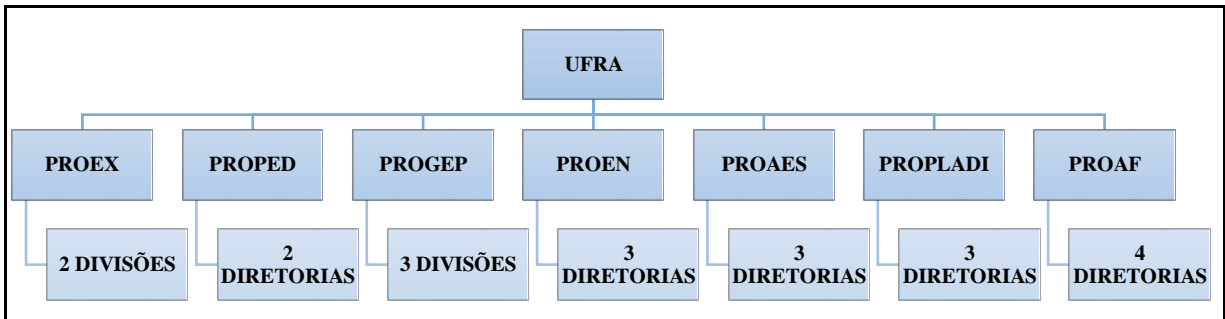 UFRA
PROEX
PROPED
PROGEP
PROEN
PROAES
PROPLADI
PROAF
2 DIVISÕES
2
DIRETORIAS
3 DIVISÕES
3
DIRETORIAS
3
DIRETORIAS
3
DIRETORIAS
4
DIRETORIAS